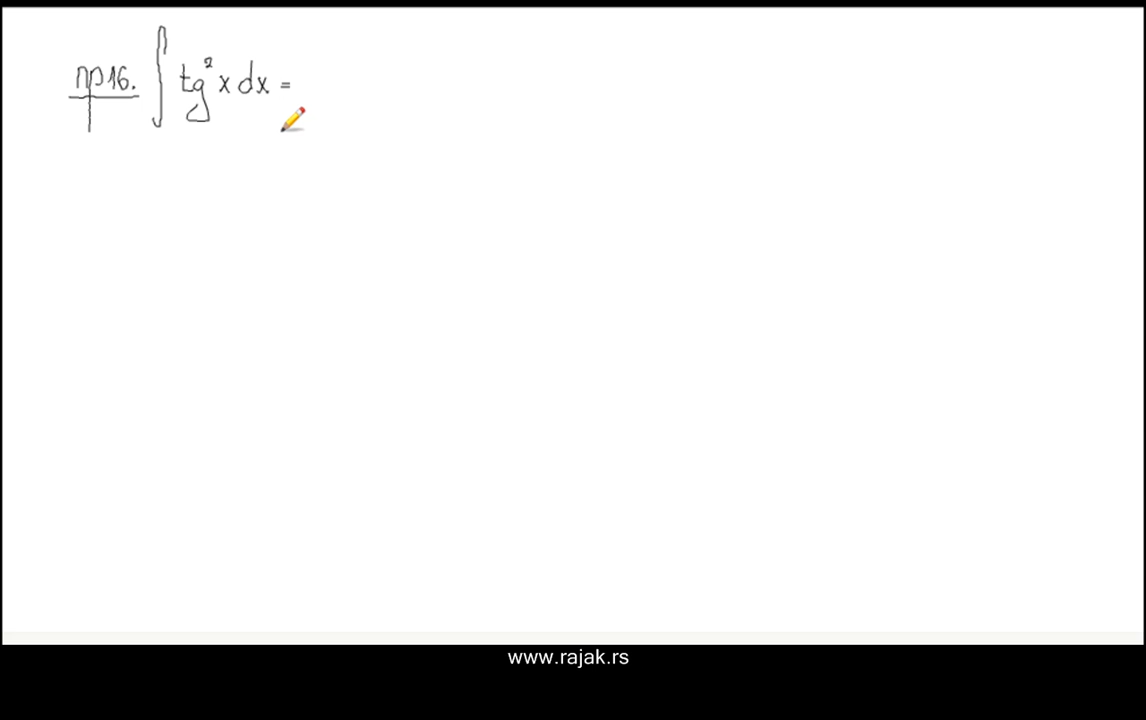 пр16. ∫ tg²x dx =
www.rajak.rs